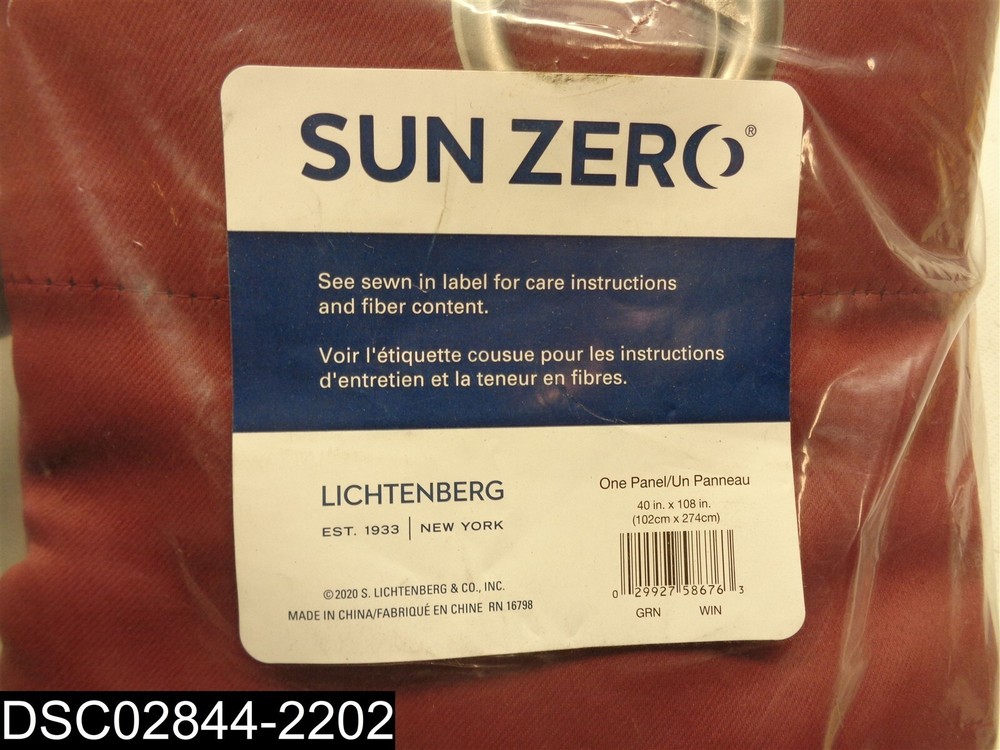 SUN ZERO®
See sewn in label for care instructions
and fiber content.
Voir l'étiquette cousue pour les instructions
d'entretien et la teneur en fibres.
LICHTENBERG
EST. 1933 | NEW YORK
©2020 S. LICHTENBERG & CO., INC.
MADE IN CHINA/FABRIQUÉ EN CHINE RN 16798
One Panel/Un Panneau
40 in. x 108 in.
(102cm x 274cm)
0 29927 58676 3
GRN WIN
DSC02844-2202